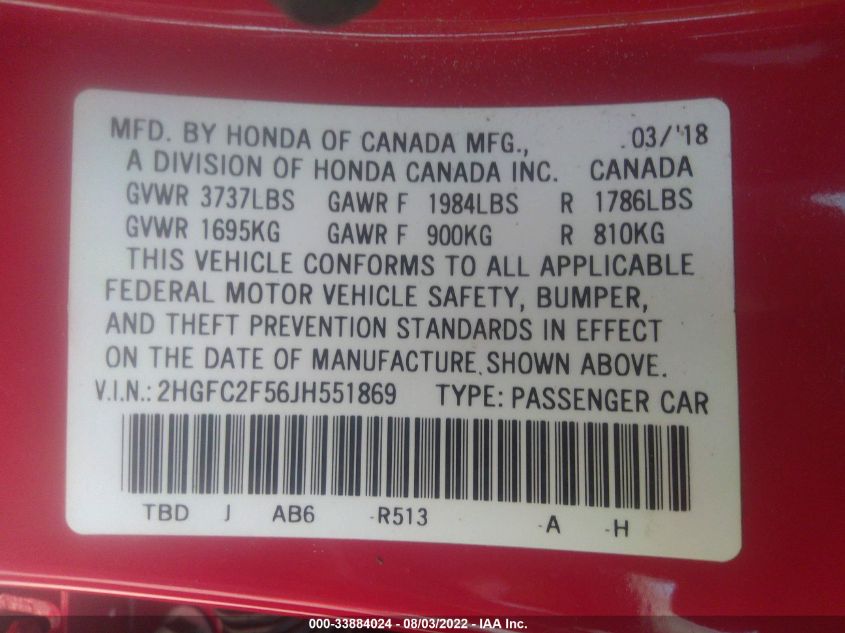 MFD. BY HONDA OF CANADA MFG., 03/'18
A DIVISION OF HONDA CANADA INC. CANADA
GVWR 3737LBS GAWR F 1984LBS R 1786LBS
GVWR 1695KG GAWR F 900KG R 810KG
THIS VEHICLE CONFORMS TO ALL APPLICABLE
FEDERAL MOTOR VEHICLE SAFETY, BUMPER,
AND THEFT PREVENTION STANDARDS IN EFFECT
ON THE DATE OF MANUFACTURE SHOWN ABOVE.
V.I.N.: 2HGFC2F56JH551869 TYPE: PASSENGER CAR
TBD J AB6 -R513 -A -H
000-33884024 - 08/03/2022 - IAA Inc.